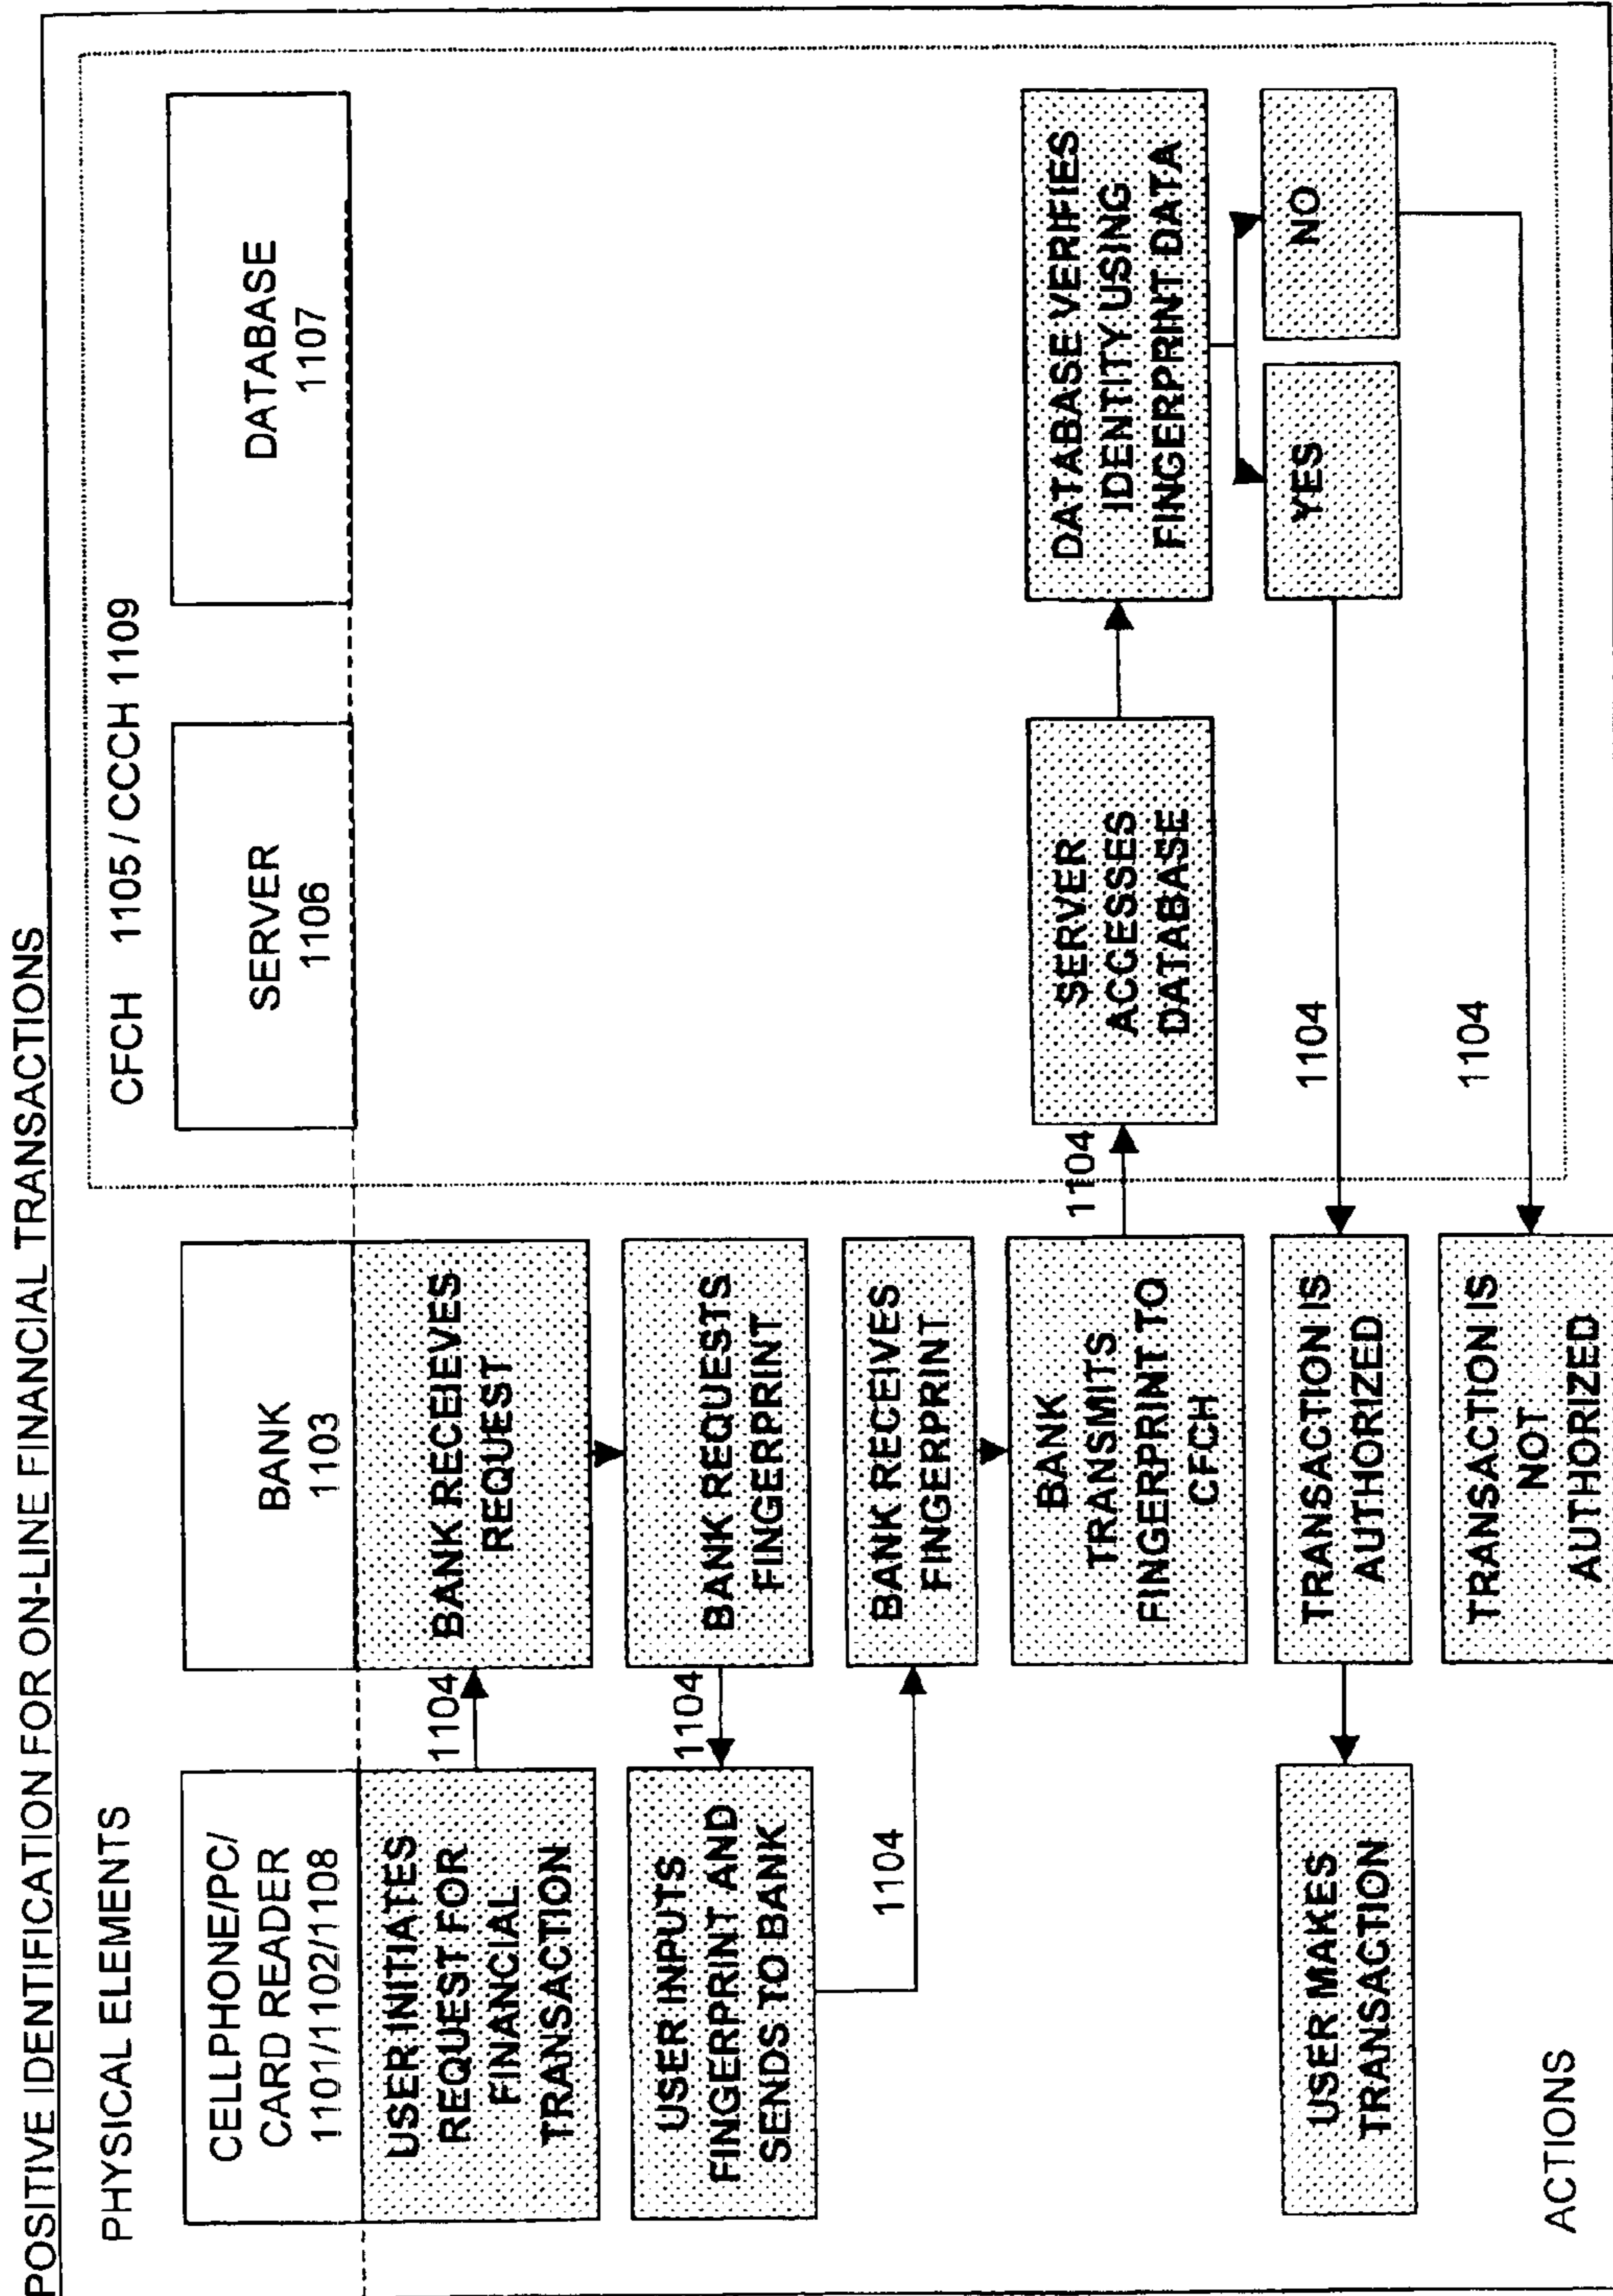 POSITIVE IDENTIFICATION FOR ON-LINE FINANCIAL TRANSACTIONS
PHYSICAL ELEMENTS
CFCH 1105 / CCCH 1109
CELLPHONE/PC/
CARD READER
1101/1102/1108
BANK
1103
SERVER
1106
DATABASE
1107
USER INITIATES
REQUEST FOR
FINANCIAL
TRANSACTION
1104
BANK RECEIEVES
REQUEST
BANK REQUESTS
FINGERPRINT
1104
USER INPUTS
FINGERPRINT AND
SENDS TO BANK
1104
BANK RECEIVES
FINGERPRINT
BANK
TRANSMITS
FINGERPRINT TO
CFCH
1104
SERVER
ACCESSES
DATABASE
DATABASE VERIFIES
IDENTITY USING
FINGERPRINT DATA
YES
NO
1104
TRANSACTION IS
AUTHORIZED
USER MAKES
TRANSACTION
1104
TRANSACTION IS
NOT
AUTHORIZED
ACTIONS